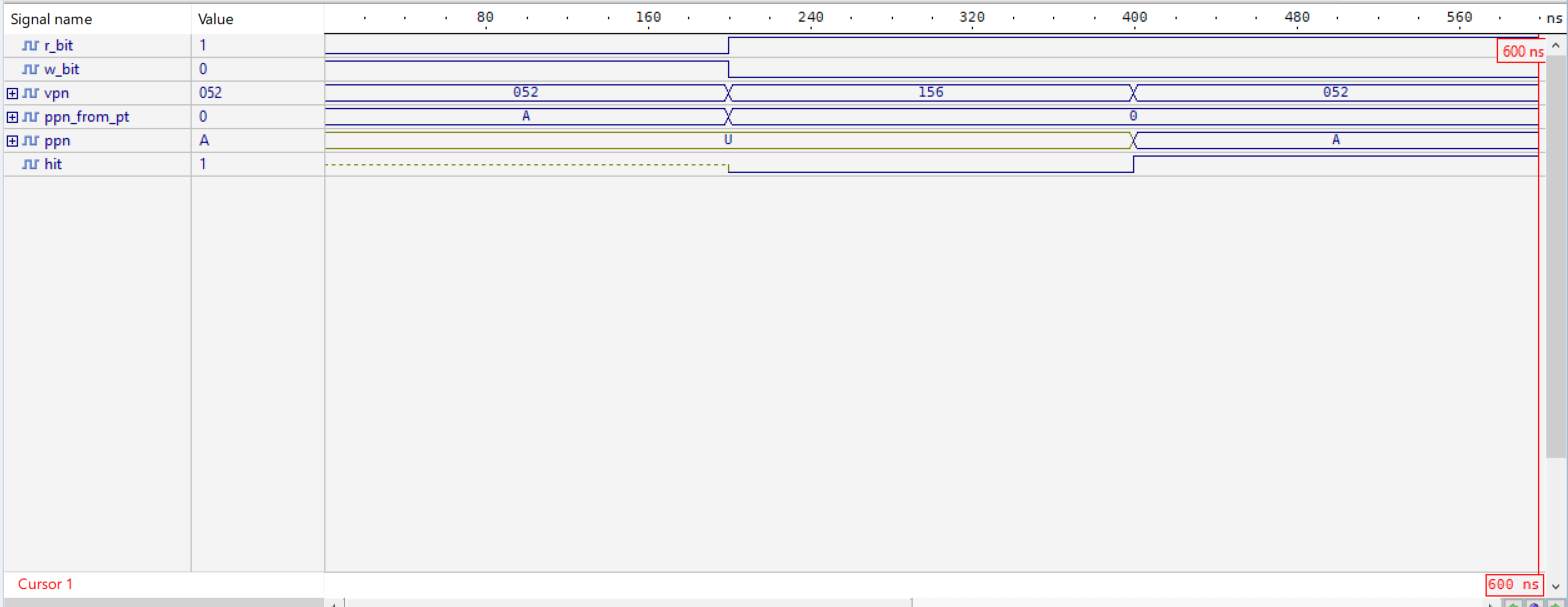 Signal name Value 80 160 240 320 400 480 560 ns
r_bit 1 600 ns
w_bit 0
vpn 052 052 156 052
ppn_from_pt 0 A 0
ppn A U A
hit 1
Cursor 1 600 ns